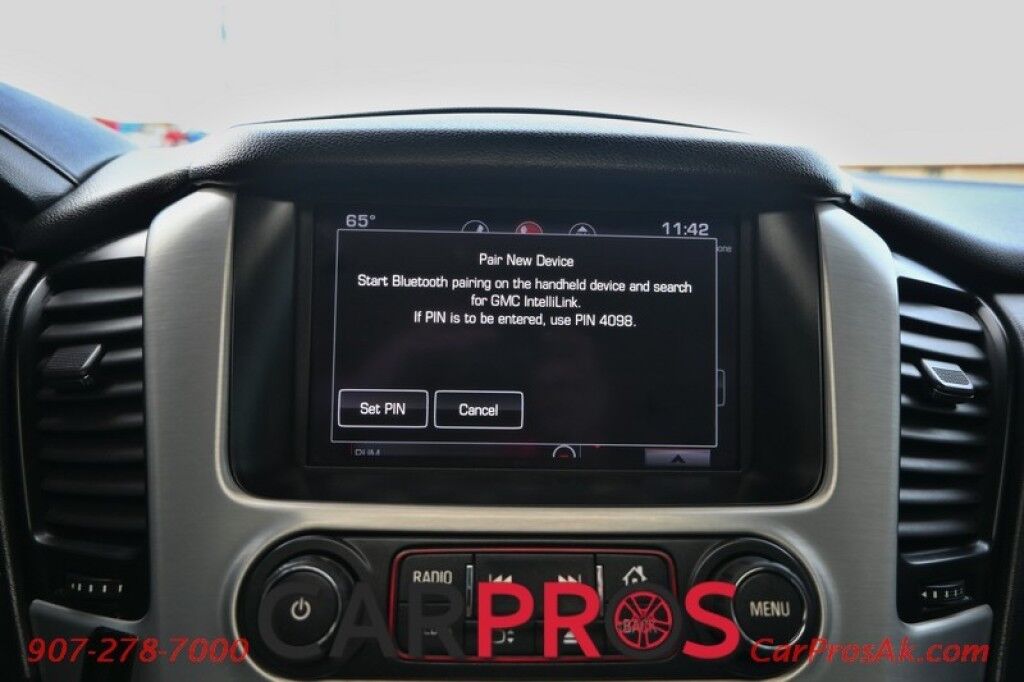 65° 11:42
one
Pair New Device
Start Bluetooth pairing on the handheld device and search
for GMC IntelliLink.
If PIN is to be entered, use PIN 4098.
Set PIN Cancel
RADIO
MENU
BACK
CARPROS
907-278-7000 CarProsAk.com